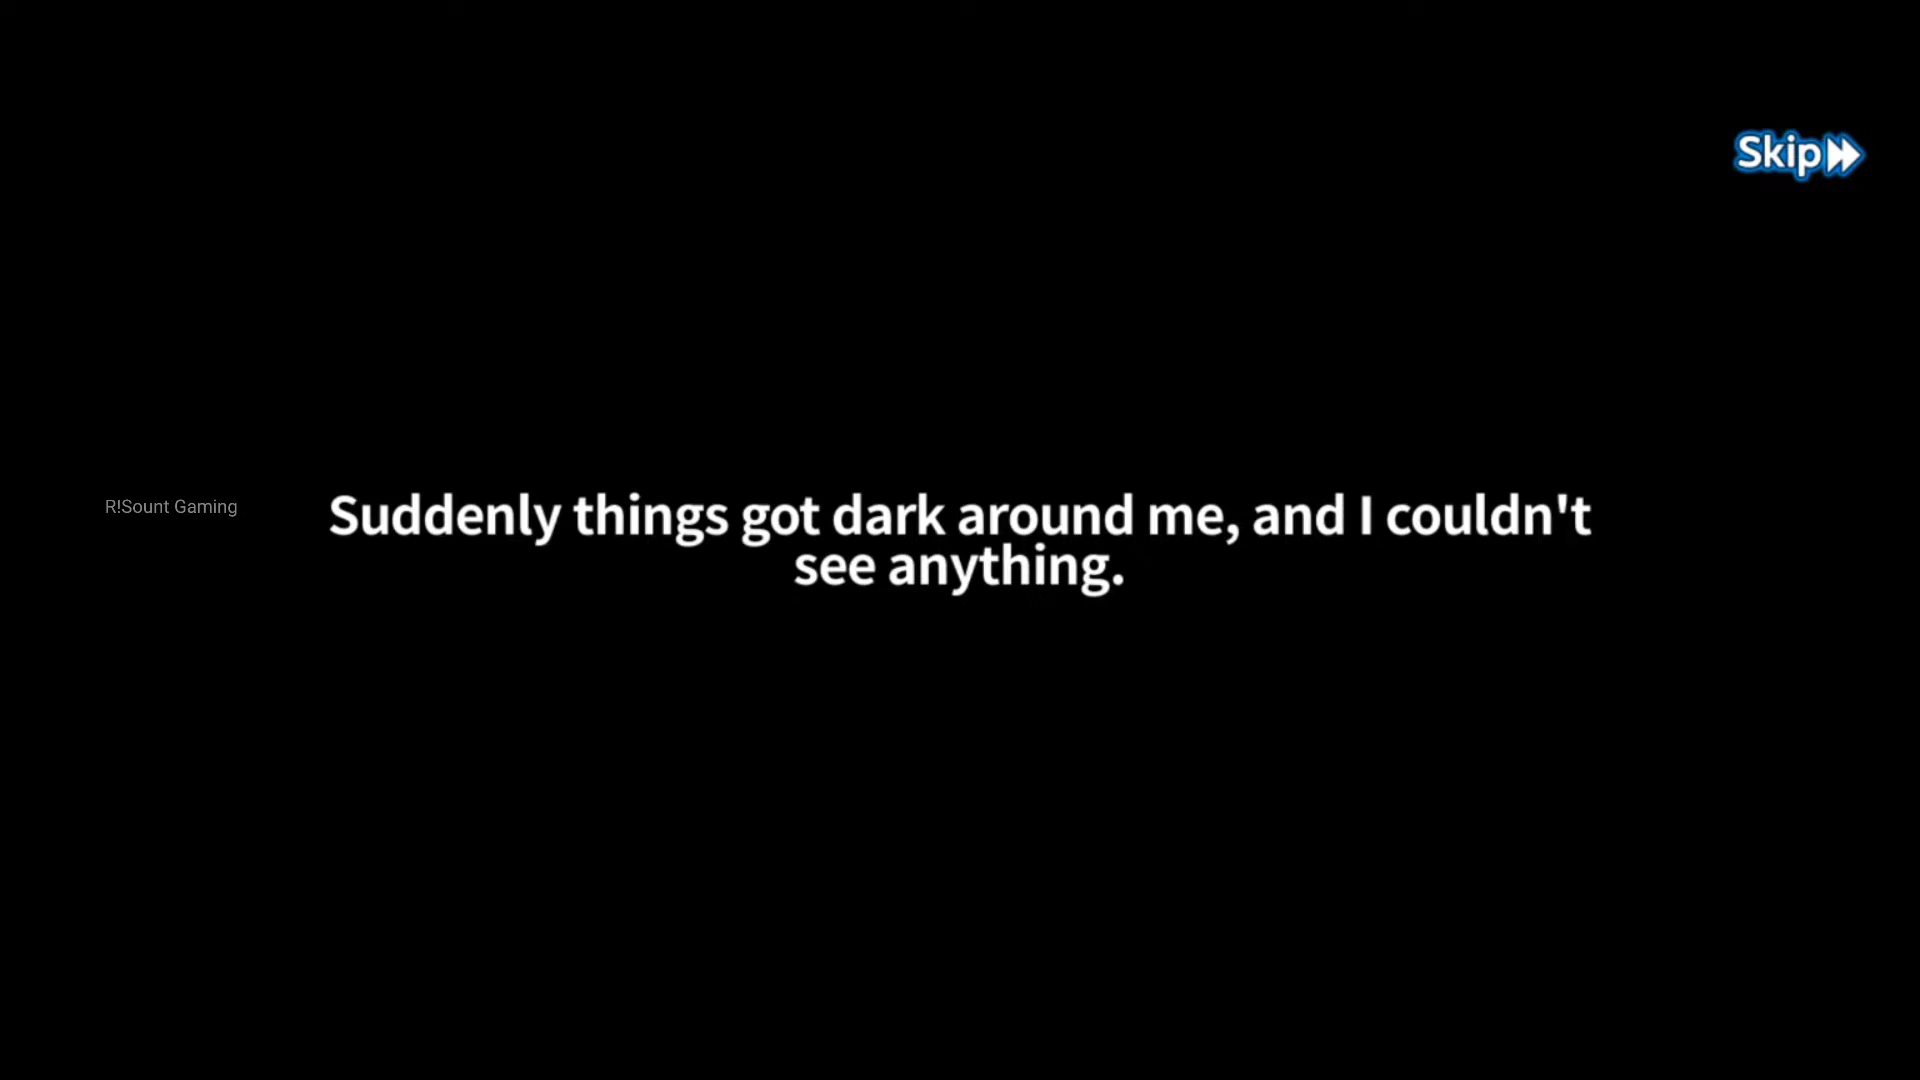 Skip
R!Sount Gaming
Suddenly things got dark around me, and I couldn't
see anything.